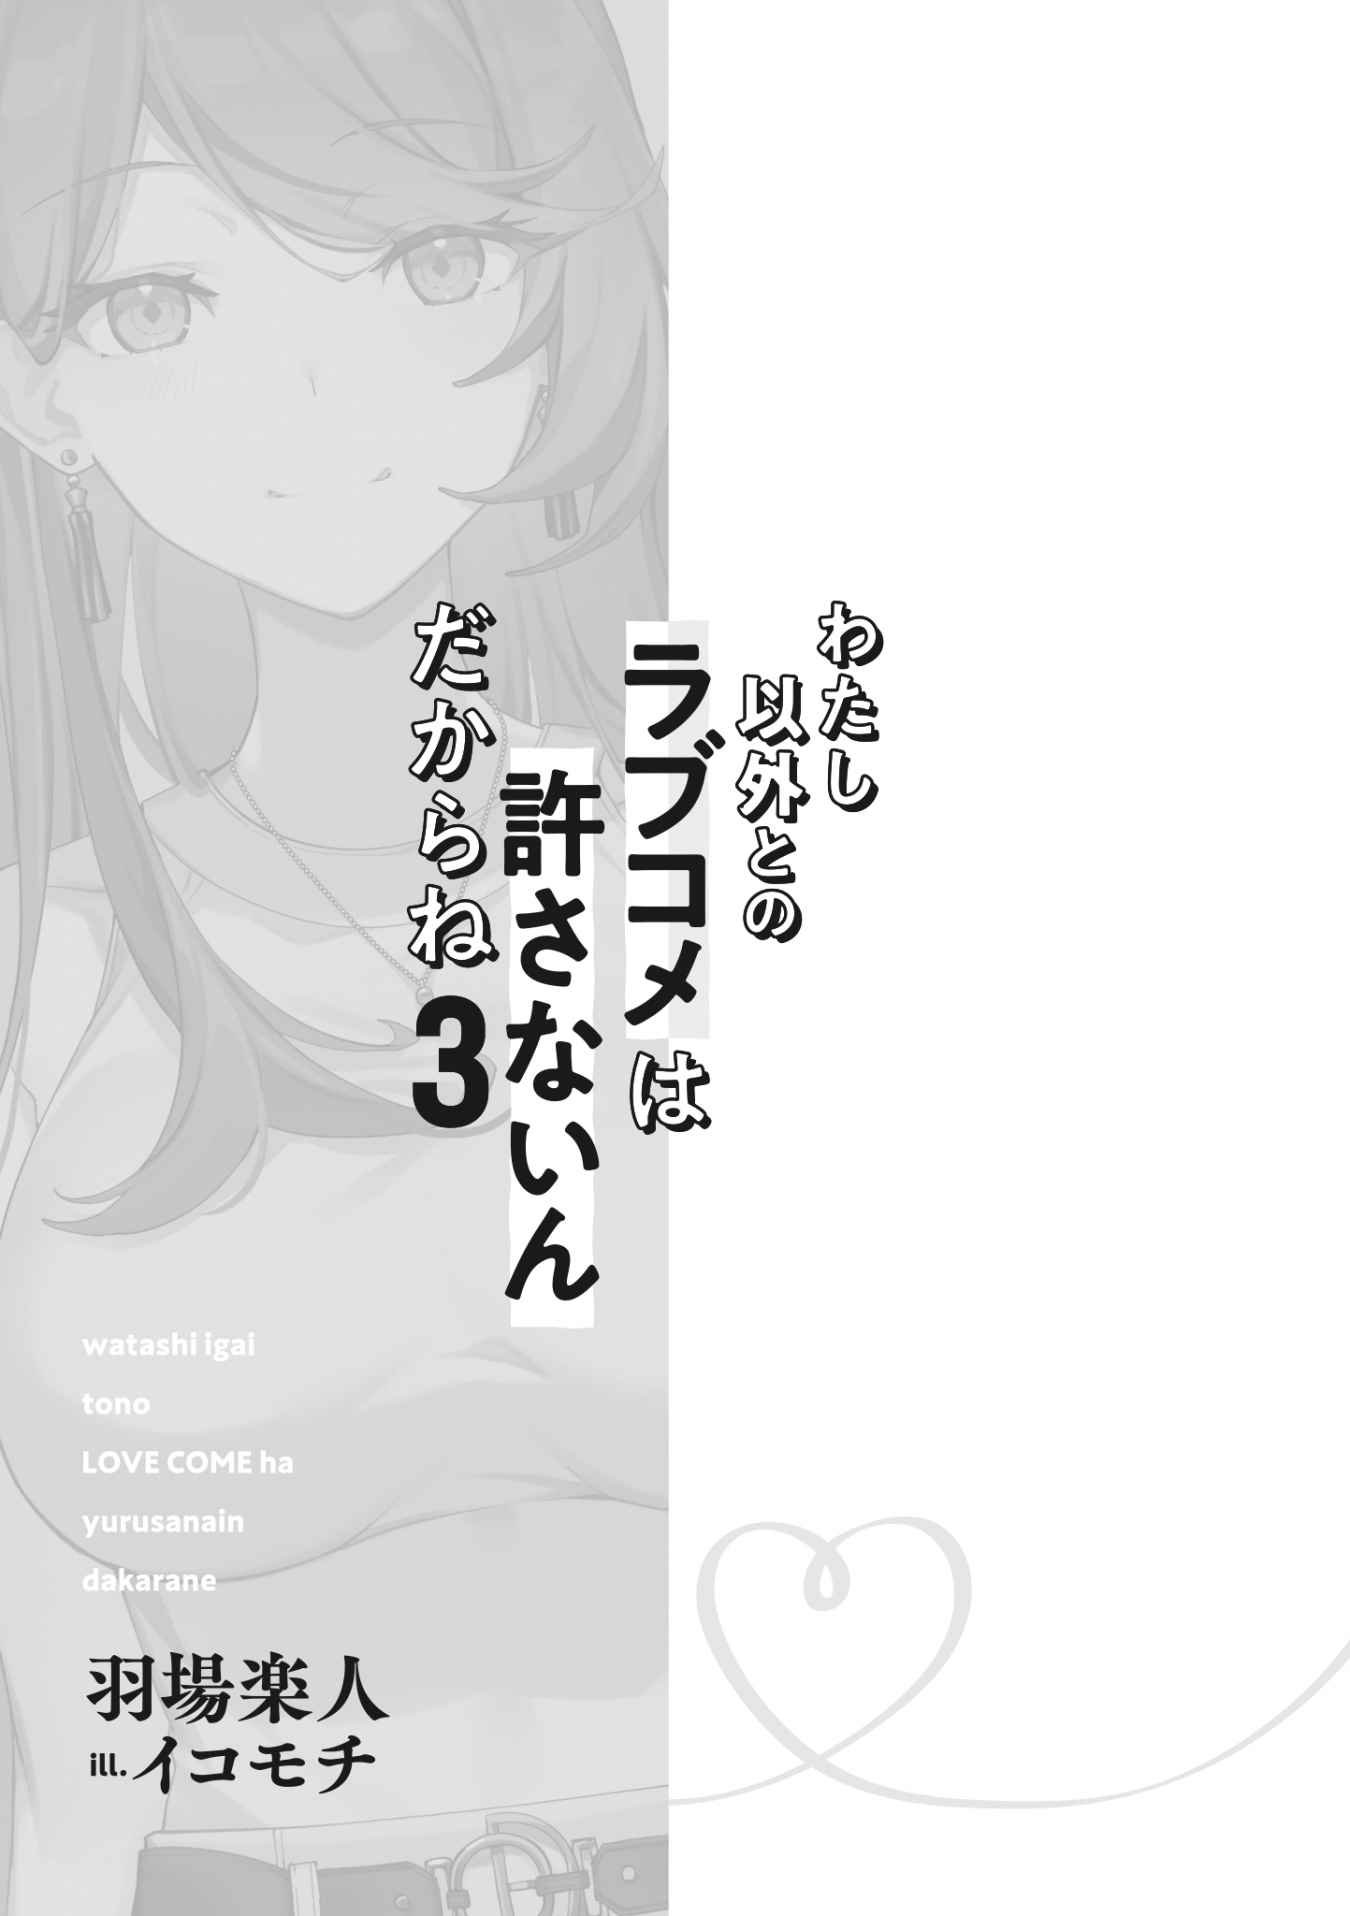 わたし
以外との
ラブコメは
許さないん
だからね 3
watashi igai
tono
LOVE COME ha
yurusanain
dakarane
羽場楽人
ill.イコモチ